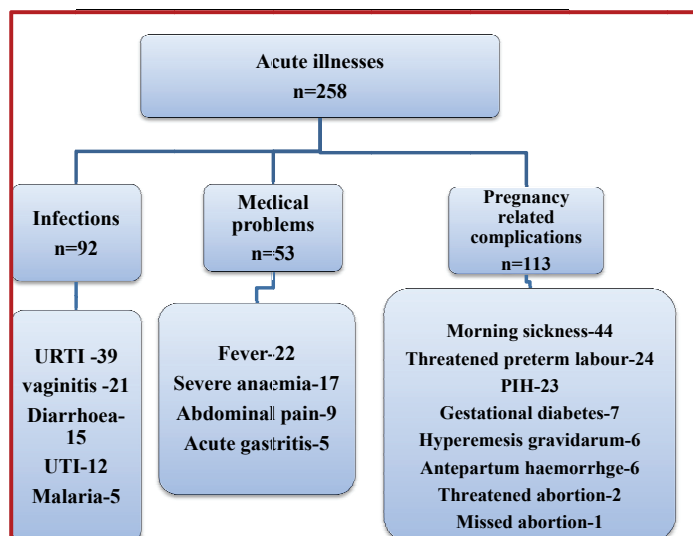 Acute illnesses
n=258
Infections
n=92
Medical
problems
n=53
Pregnancy
related
complications
n=113
URTI -39
vaginitis -21
Diarrhoea-
15
UTI-12
Malaria-5
Fever-22
Severe anaemia-17
Abdominal pain-9
Acute gastritis-5
Morning sickness-44
Threatened preterm labour-24
PIH-23
Gestational diabetes-7
Hyperemesis gravidarum-6
Antepartum haemorrhge-6
Threatened abortion-2
Missed abortion-1